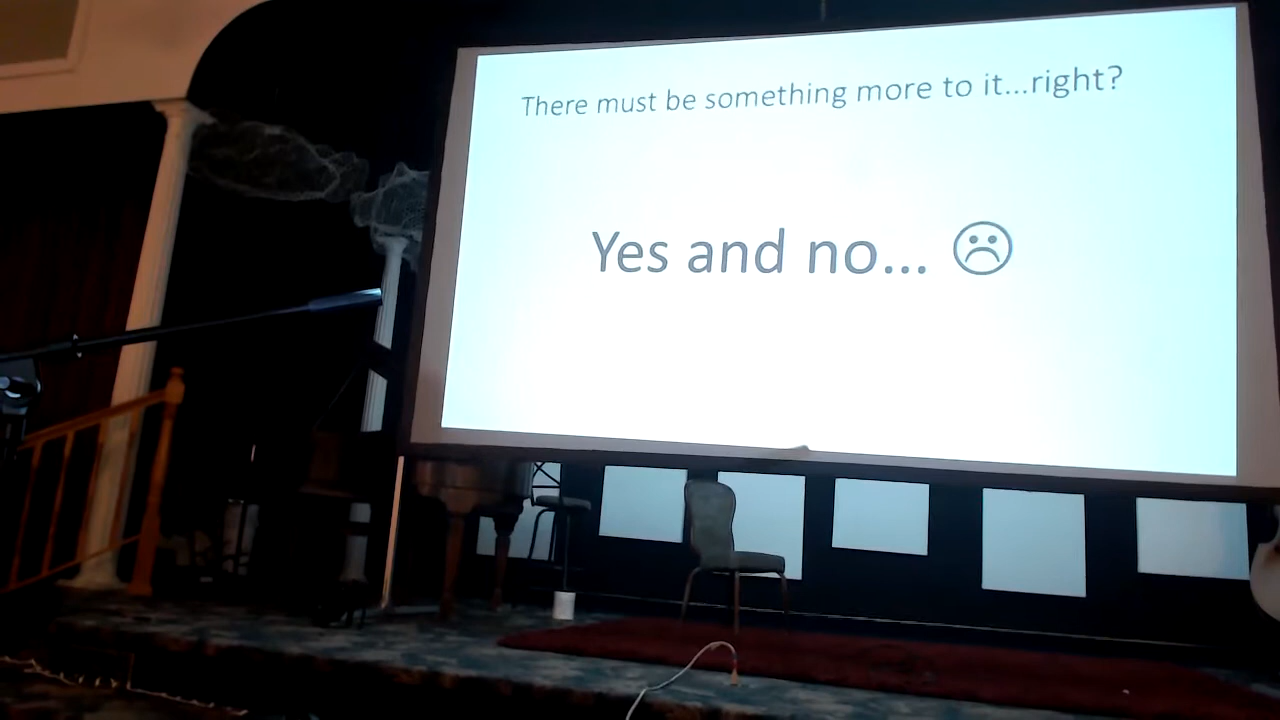 There must be something more to it...right?
Yes and no... ☹